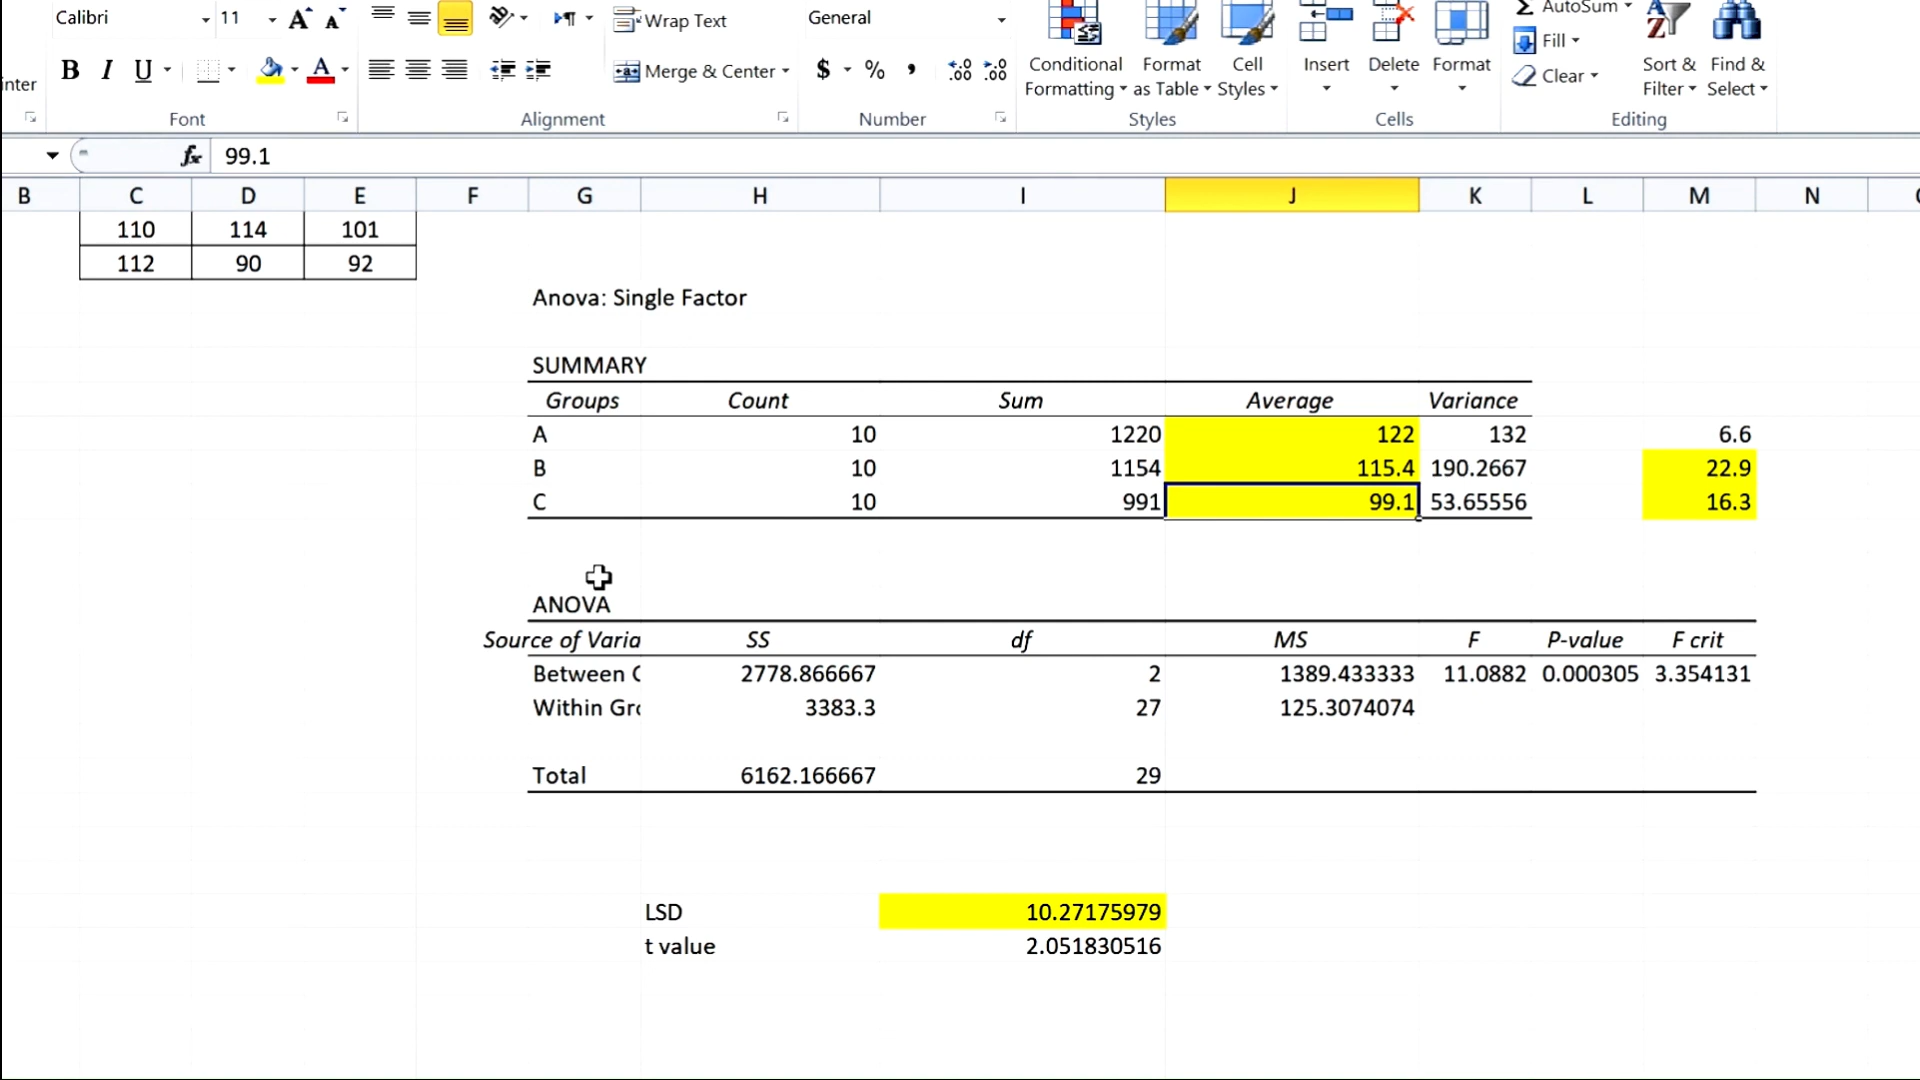 Calibri 11 A A Wrap Text General AutoSum
inter B I U A Merge & Center $ % , .00 .00 Conditional Formatting Format as Table Cell Styles Insert Delete Format Fill Clear Sort & Filter Find & Select
Font Alignment Number Styles Cells Editing
fx 99.1
B C D E F G H I J K L M N
110 114 101
112 90 92
Anova: Single Factor
SUMMARY
Groups Count Sum Average Variance
A 10 1220 122 132 6.6
B 10 1154 115.4 190.2667 22.9
C 10 991 99.1 53.65556 16.3
ANOVA
Source of Varia SS df MS F P-value F crit
Between G 2778.866667 2 1389.433333 11.0882 0.000305 3.354131
Within Gro 3383.3 27 125.3074074
Total 6162.166667 29
LSD 10.27175979
t value 2.051830516